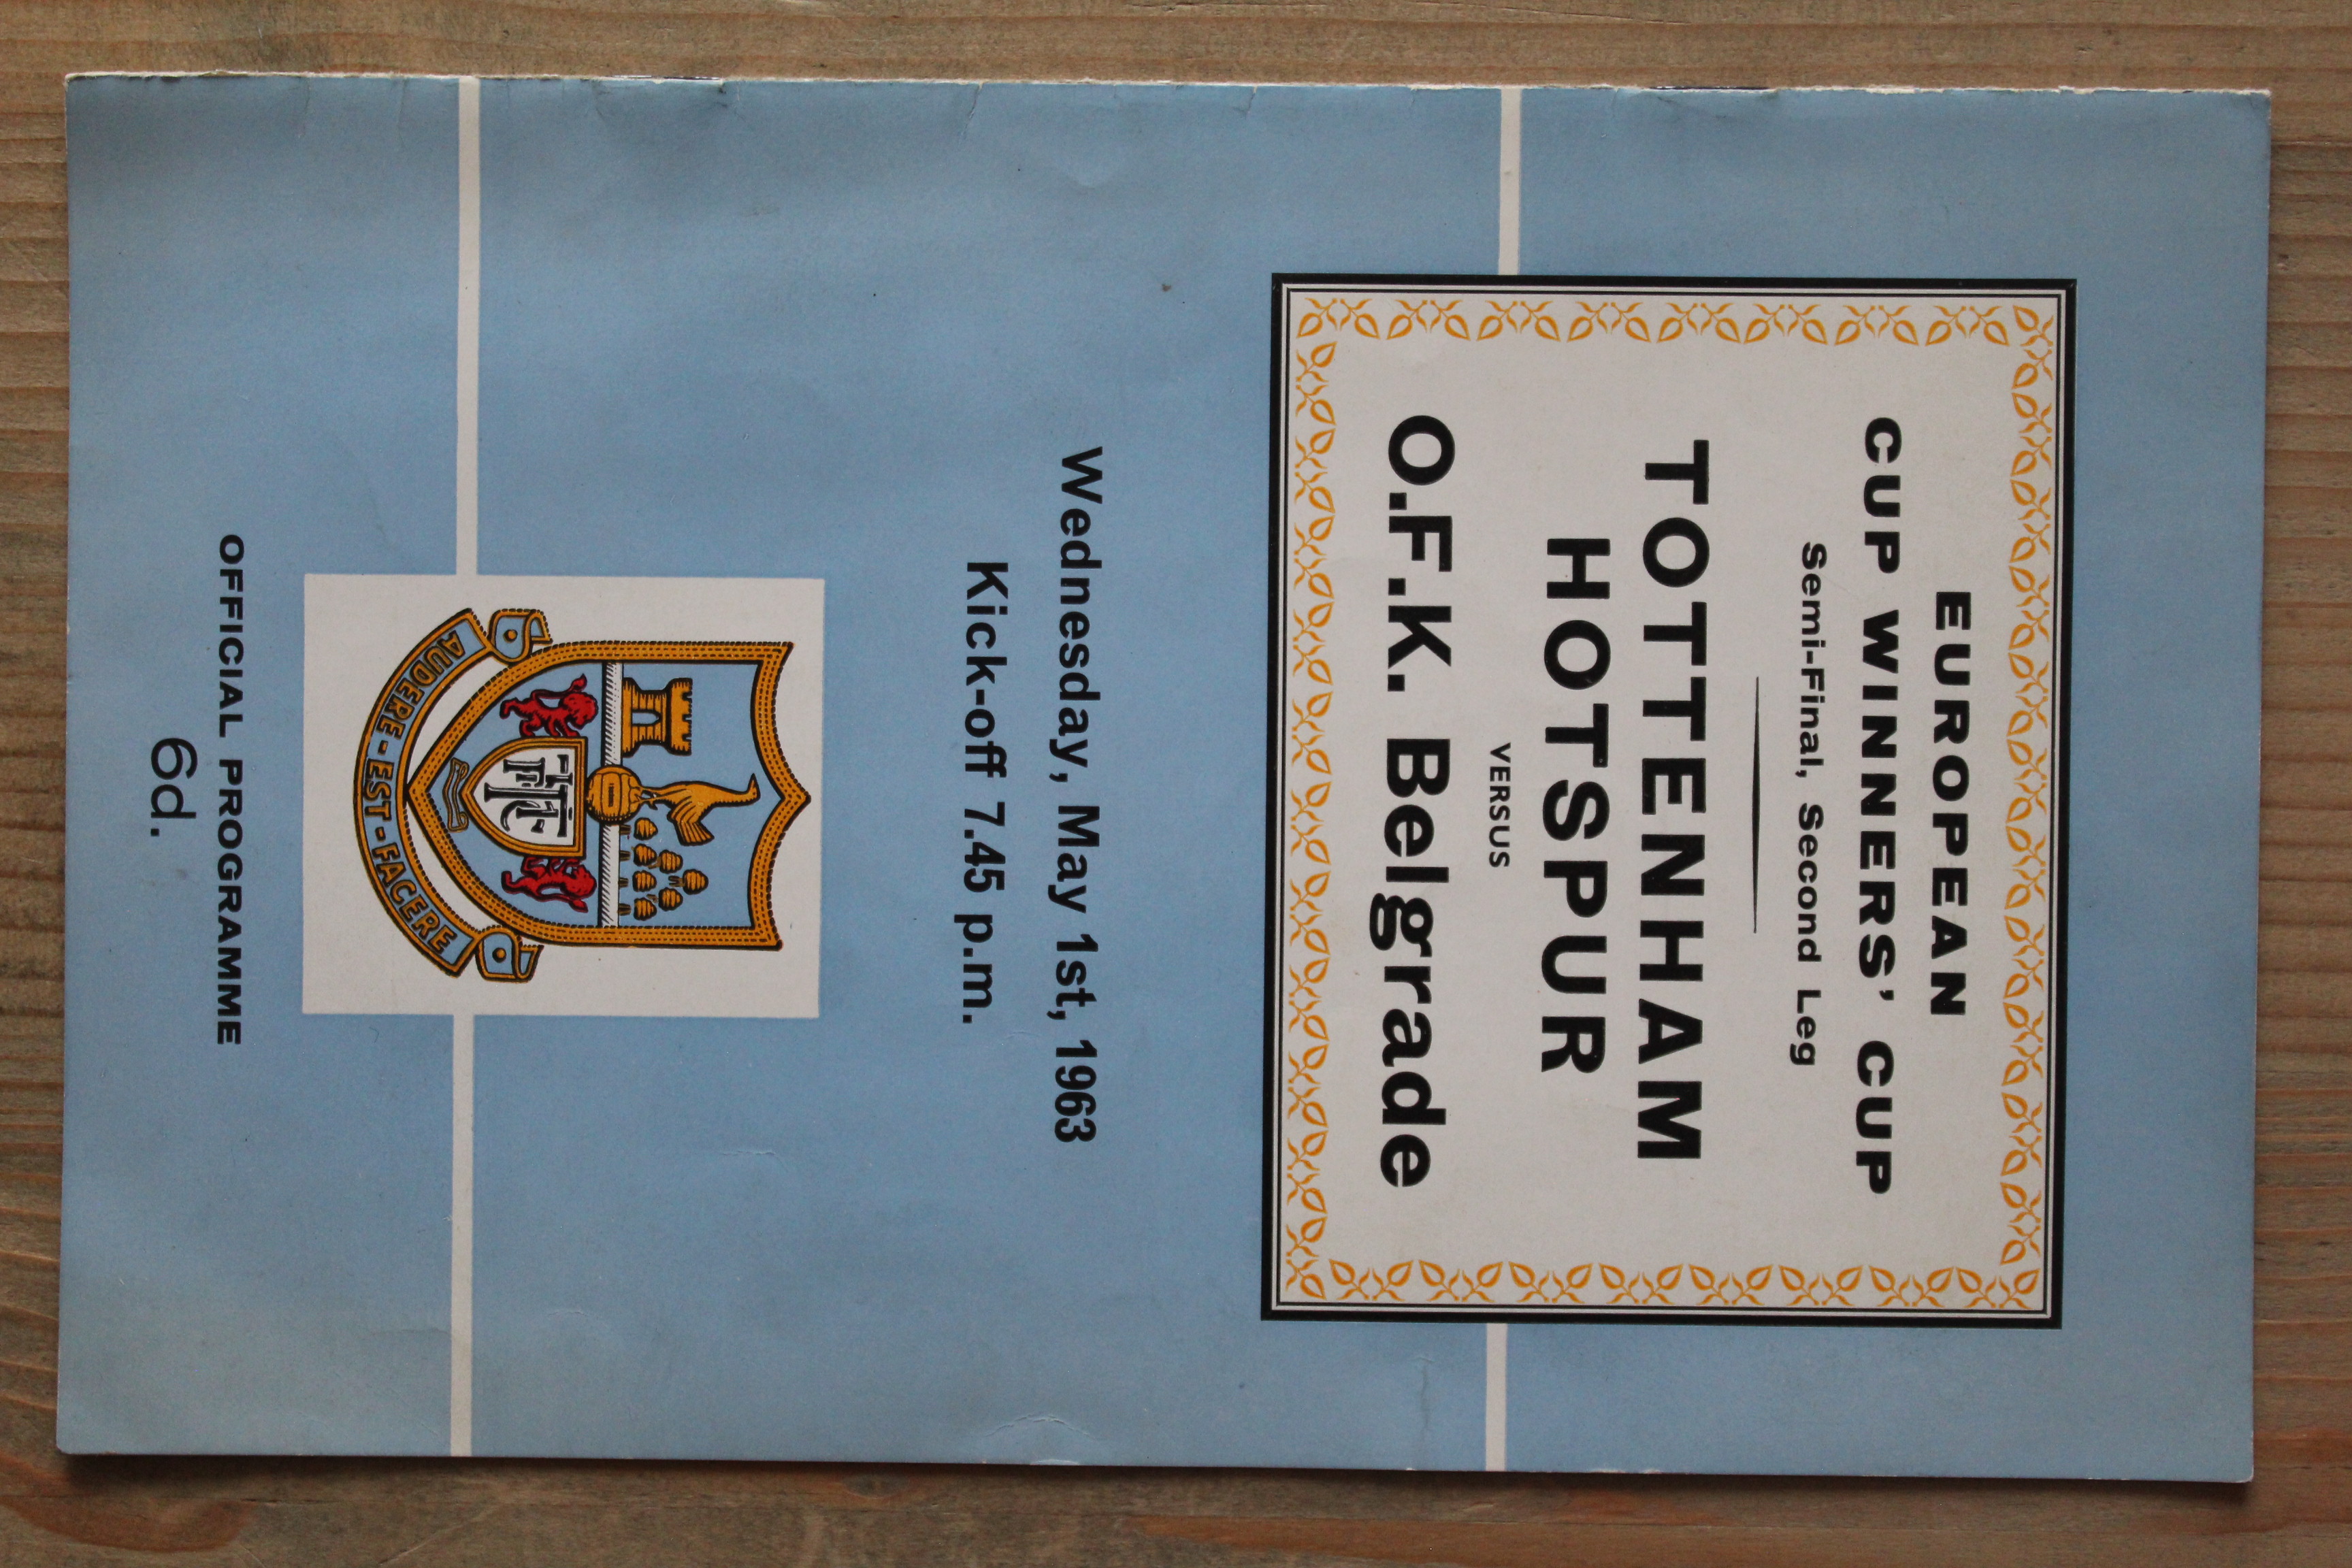 EUROPEAN
CUP WINNERS' CUP
Semi-Final, Second Leg
TOTTENHAM
HOTSPUR
VERSUS
O.F.K. Belgrade
Wednesday, May 1st, 1963
Kick-off 7.45 p.m.
AUDERE-EST-FACERE
OFFICIAL PROGRAMME
6d.